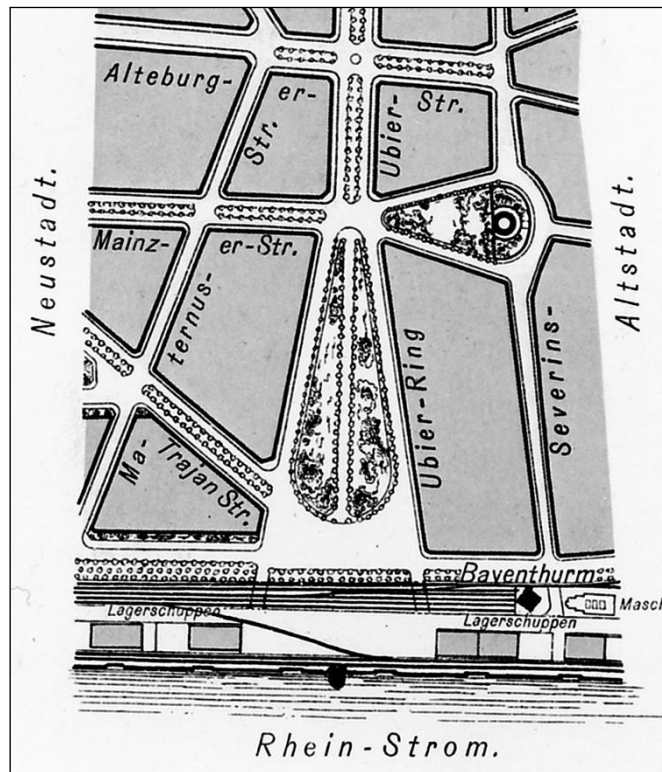 Alteburg-
er-
Str.
Ubier-
Str.
Neustadt.
Altstadt.
Mainz-
er-Str.
ternus-
Ma-
Trajan Str.
Ubier-Ring
Severins-
Bayenthurm
Lagerschuppen
Lagerschuppen
Masch
Rhein-Strom.